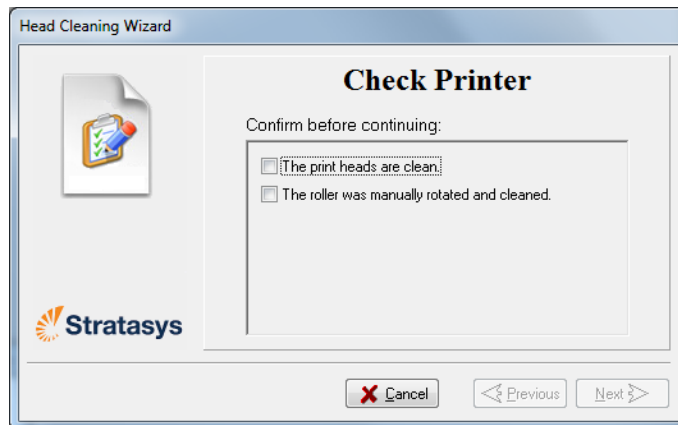 Head Cleaning Wizard
Check Printer
Confirm before continuing:
The print heads are clean.
The roller was manually rotated and cleaned.
Stratasys
Cancel
Previous
Next